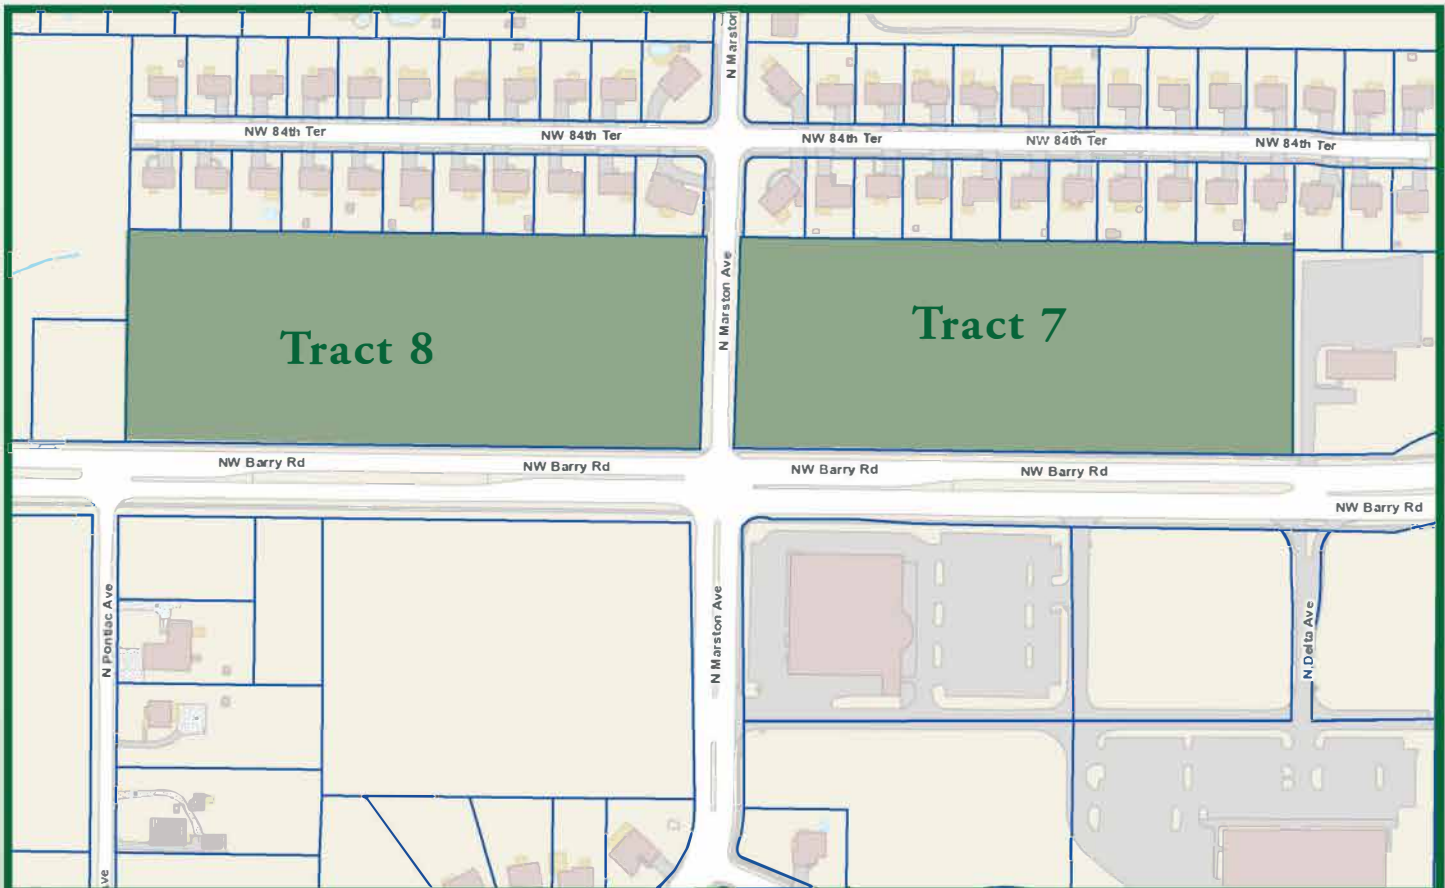 N Marston
NW 84th Ter
NW 84th Ter
NW 84th Ter
NW 84th Ter
NW 84th Ter
N Marston Ave
Tract 8
Tract 7
NW Barry Rd
NW Barry Rd
NW Barry Rd
NW Barry Rd
NW Barry Rd
N Pontiac Ave
N Marston Ave
N Delta Ave
Ave